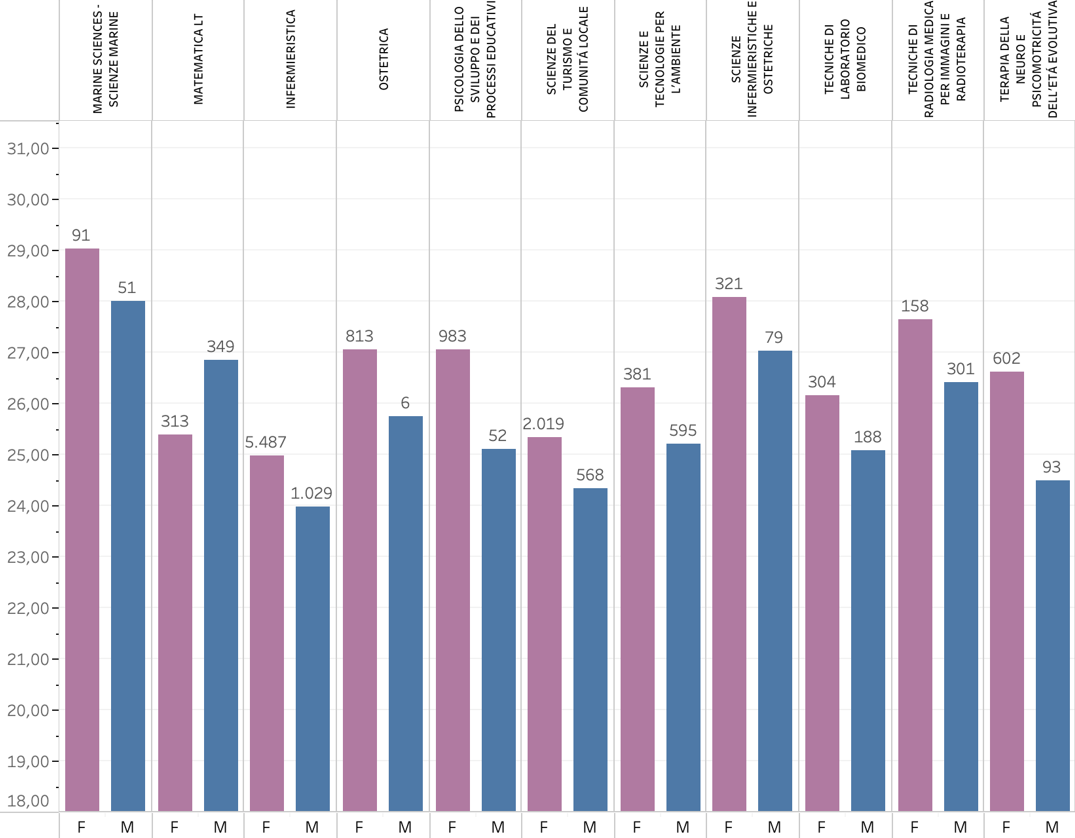 MARINE SCIENCES -
SCIENZE MARINE
MATEMATICA LT
INFERMIERISTICA
OSTETRICA
PSICOLOGIA DELLO
SVILUPPO E DEI
PROCESSI EDUCATIVI
SCIENZE DEL
TURISMO E
COMUNITÁ LOCALE
SCIENZE E
TECNOLOGIE PER
L'AMBIENTE
SCIENZE
INFERMIERISTICHE E
OSTETRICHE
TECNICHE DI
LABORATORIO
BIOMEDICO
TECNICHE DI
RADIOLOGIA MEDICA
PER IMMAGINI E
RADIOTERAPIA
TERAPIA DELLA
NEURO E
PSICOMOTRICITÁ
DELL'ETÁ EVOLUTIVA
31,00
30,00
29,00
28,00
27,00
26,00
25,00
24,00
23,00
22,00
21,00
20,00
19,00
18,00
91
51
313
349
5.487
1.029
813
6
983
52
2.019
568
381
595
321
79
304
188
158
301
602
93
F M F M F M F M F M F M F M F M F M F M F M